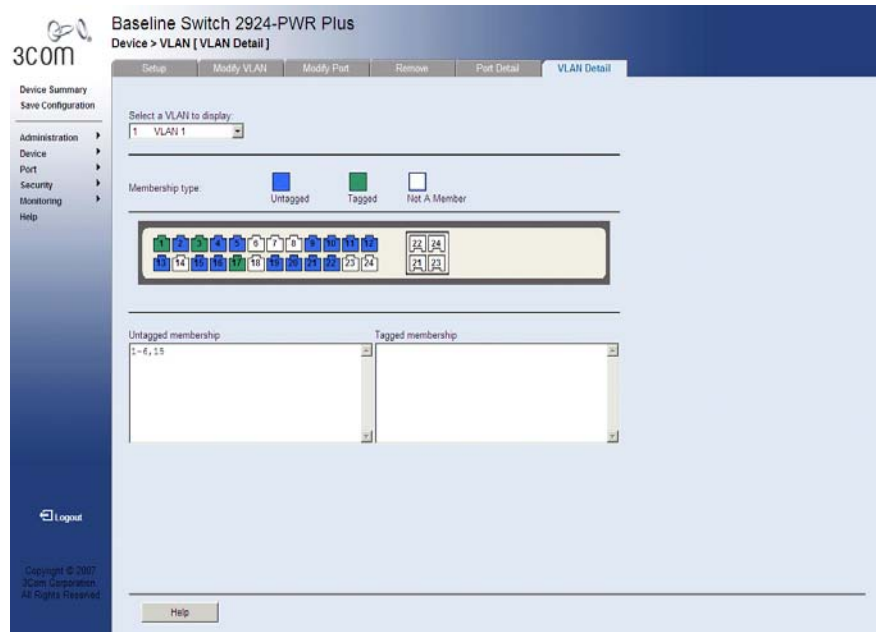 3COM
Baseline Switch 2924-PWR Plus
Device > VLAN [ VLAN Detail ]
Setup Modify VLAN Modify Port Remove Port Detail VLAN Detail
Device Summary
Save Configuration
Administration
Device
Port
Security
Monitoring
Help
Select a VLAN to display:
1 VLAN 1
Membership type:
Untagged Tagged Not A Member
1 2 3 4 5 6 7 8 9 10 11 12 22 24
13 14 15 16 17 18 19 20 21 22 23 24 21 23
Untagged membership Tagged membership
1-6,15
Logout
Copyright © 2007
3Com Corporation.
All Rights Reserved
Help